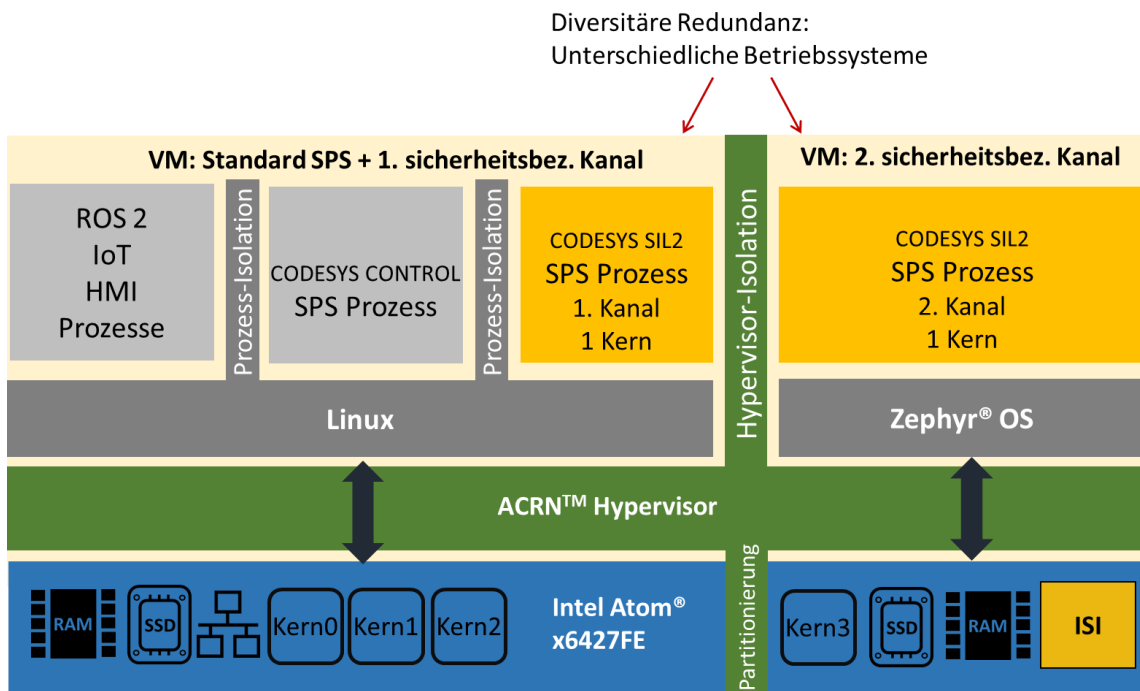 Diversitäre Redundanz:
Unterschiedliche Betriebssysteme
VM: Standard SPS + 1. sicherheitsbez. Kanal
VM: 2. sicherheitsbez. Kanal
ROS 2
IoT
HMI
Prozesse
Prozess-Isolation
CODESYS CONTROL
SPS Prozess
Prozess-Isolation
CODESYS SIL2
SPS Prozess
1. Kanal
1 Kern
Hypervisor-Isolation
CODESYS SIL2
SPS Prozess
2. Kanal
1 Kern
Linux
Zephyr® OS
ACRN™ Hypervisor
Partitionierung
RAM
SSD
Kern0
Kern1
Kern2
Intel Atom®
x6427FE
Kern3
SSD
RAM
ISI